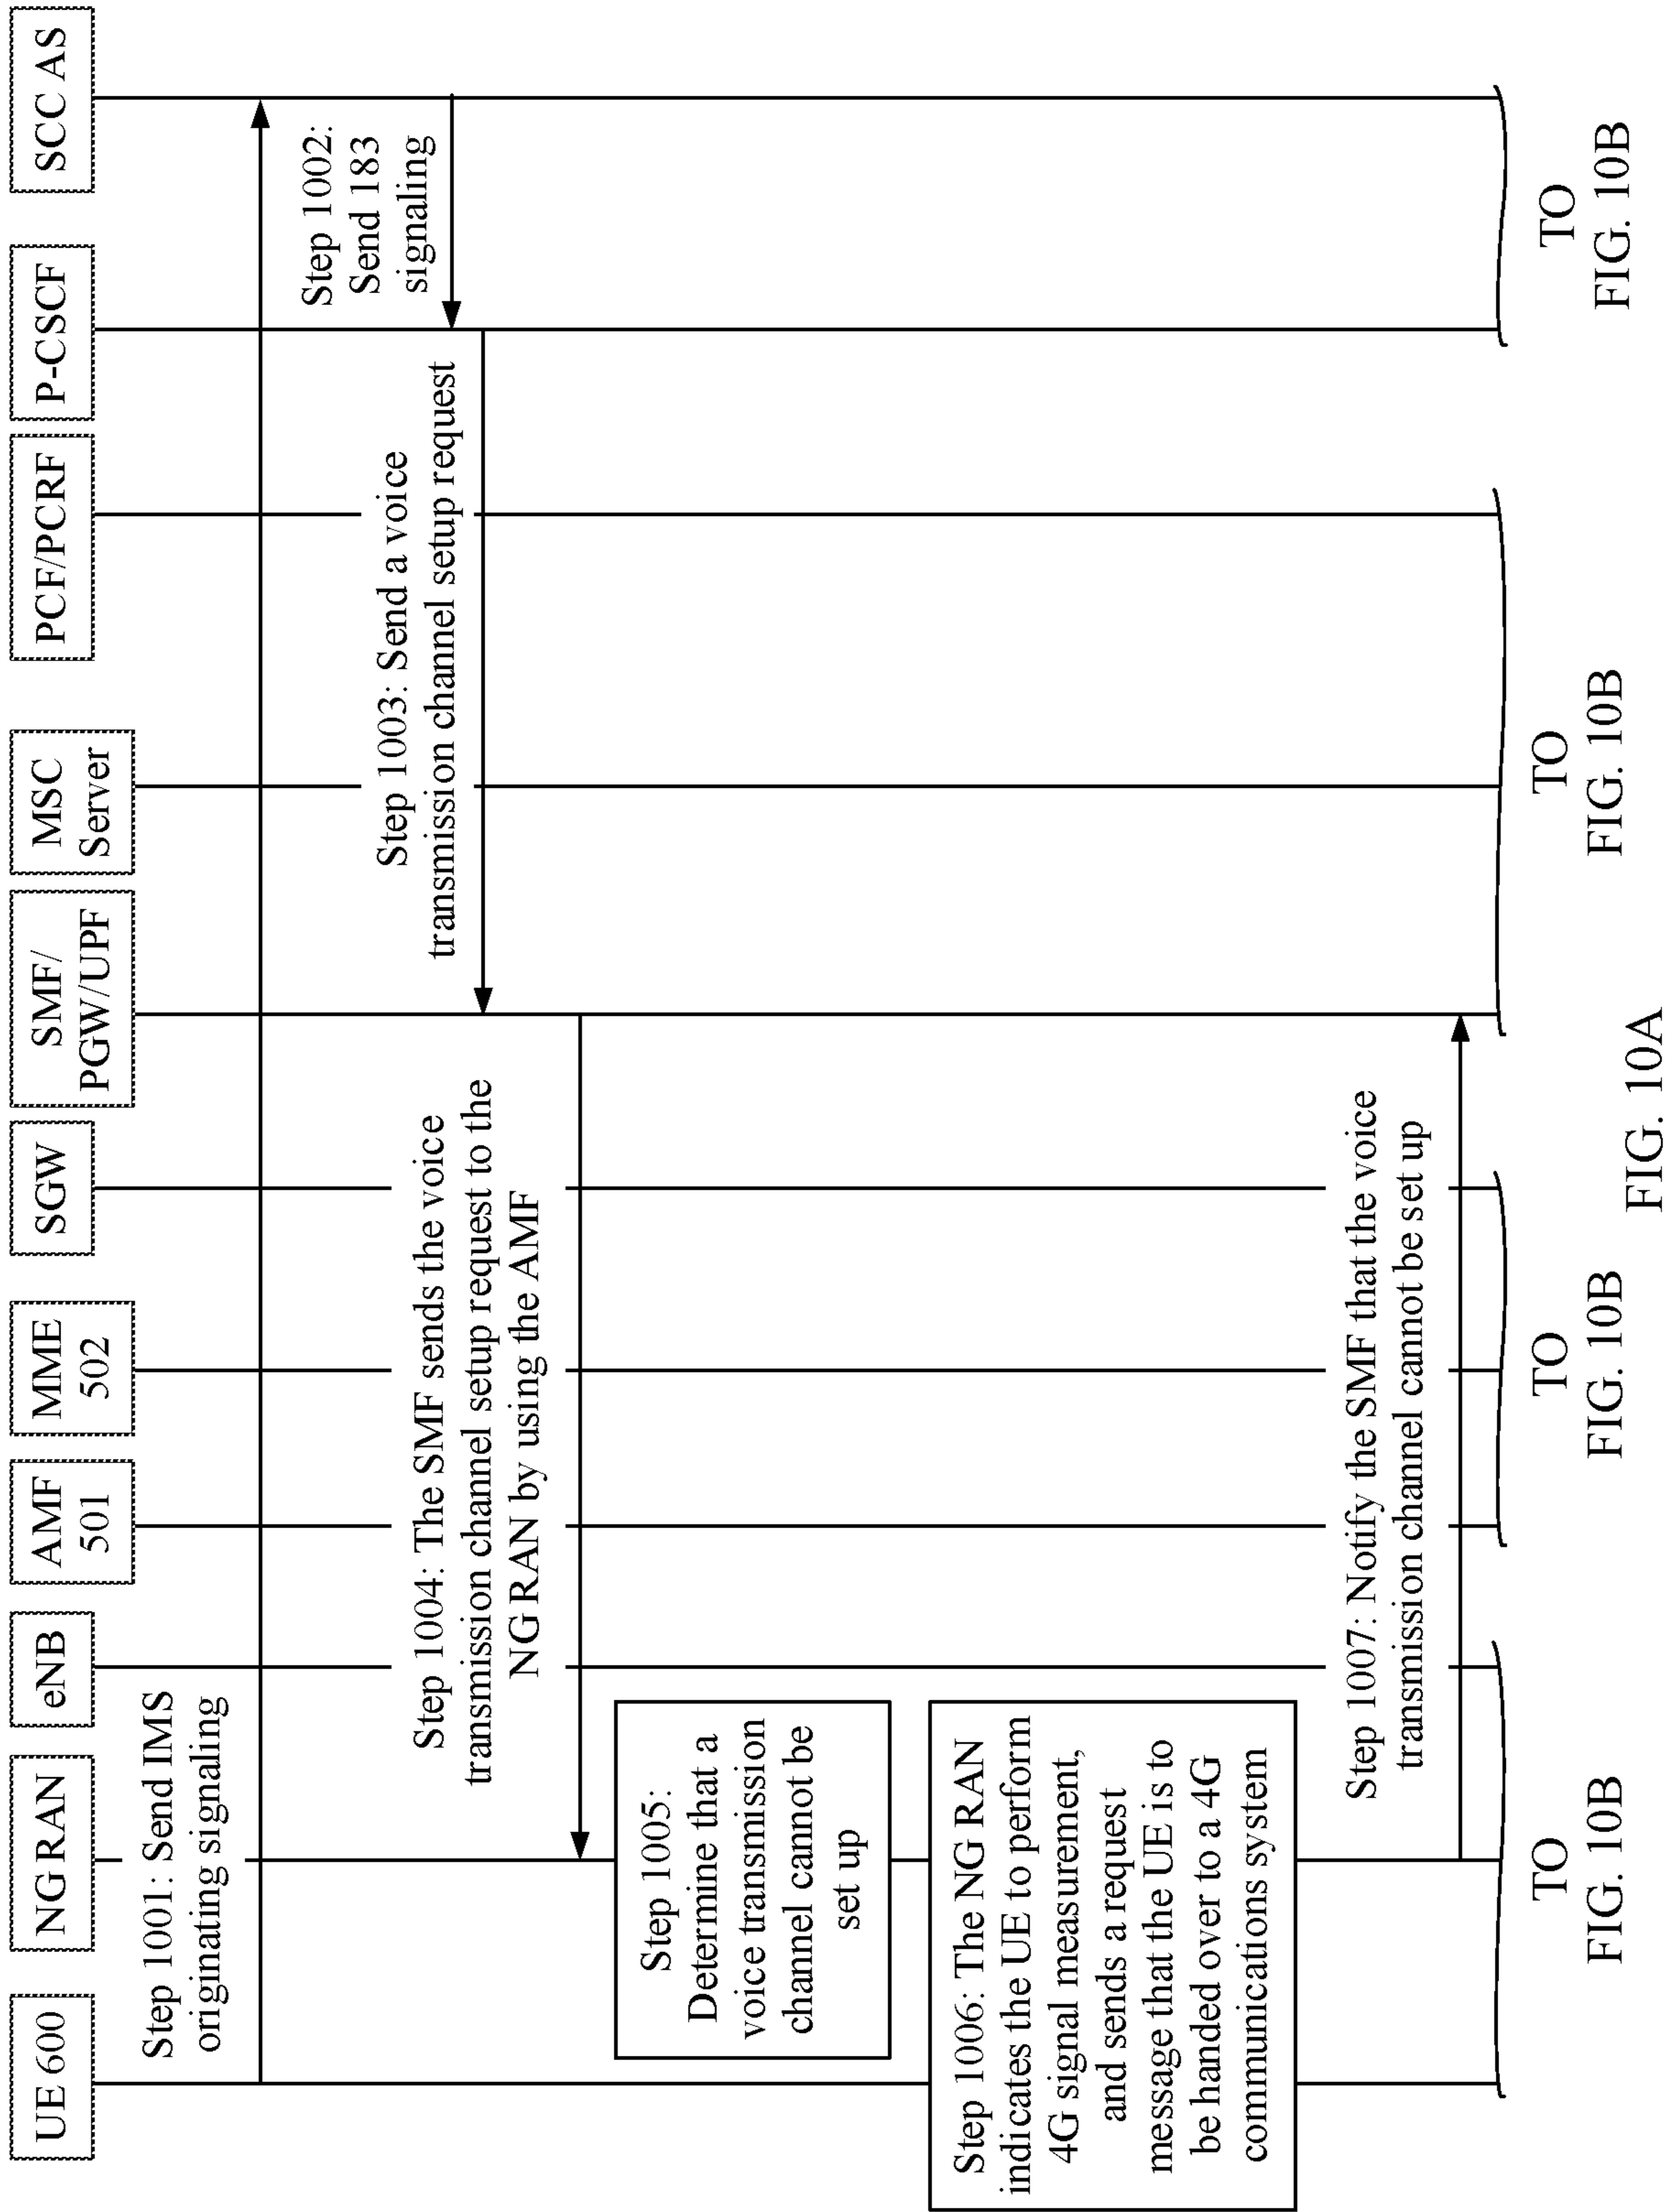 UE 600
NG RAN
eNB
AMF
501
MME
502
SGW
SMF/
PGW/UPF
MSC
Server
PCF/PCRF
P-CSCF
SCC AS
Step 1001: Send IMS
originating signaling
Step 1002:
Send 183
signaling
Step 1003: Send a voice
transmission channel setup request
Step 1004: The SMF sends the voice
transmission channel setup request to the
NG RAN by using the AMF
Step 1005:
Determine that a
voice transmission
channel cannot be
set up
Step 1006: The NG RAN
indicates the UE to perform
4G signal measurement,
and sends a request
message that the UE is to
be handed over to a 4G
communications system
Step 1007: Notify the SMF that the voice
transmission channel cannot be set up
TO
FIG. 10B
TO
FIG. 10B
TO
FIG. 10B
TO
FIG. 10B
FIG. 10A